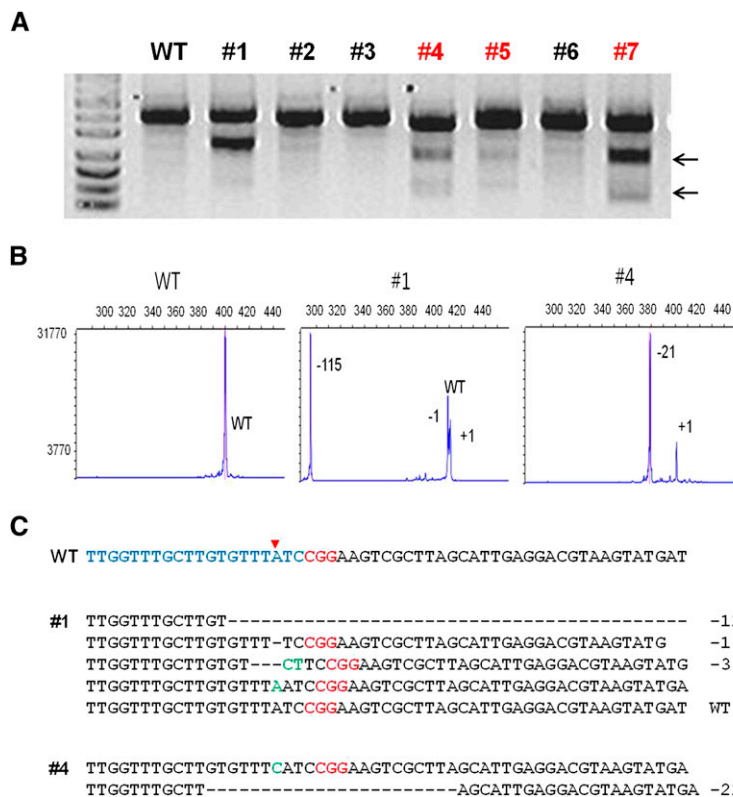 A
WT #1 #2 #3 #4 #5 #6 #7
B
WT
300 320 340 360 380 400 420 440
31770
3770
WT
#1
300 320 340 360 380 400 420 440
-115
WT
-1
+1
#4
300 320 340 360 380 400 420 440
-21
+1
C
WT TTGGTTTGCTTGTGTTTATCCGGAAGTCGCTTAGCATTGAGGACGTAAGTATGAT
#1 TTGGTTTGCTTGT------------------------------------------ -11
TTGGTTTGCTTGTGTTT-TCCGGAAGTCGCTTAGCATTGAGGACGTAAGTATG -1
TTGGTTTGCTTGTGT---CTTCCGGAAGTCGCTTAGCATTGAGGACGTAAGTATG -3
TTGGTTTGCTTGTGTTTAATCCGGAAGTCGCTTAGCATTGAGGACGTAAGTATGA
TTGGTTTGCTTGTGTTTATCCGGAAGTCGCTTAGCATTGAGGACGTAAGTATGAT WT
#4 TTGGTTTGCTTGTGTTTCATCCGGAAGTCGCTTAGCATTGAGGACGTAAGTATGA
TTGGTTTGCTT-----------------------AGCATTGAGGACGTAAGTATGA -2